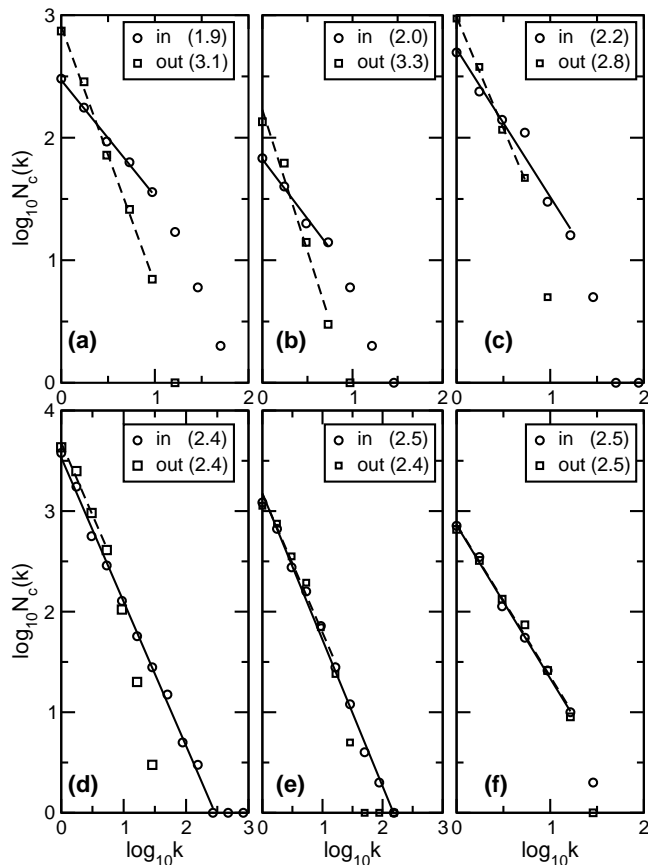 in (1.9)
out (3.1)
in (2.0)
out (3.3)
in (2.2)
out (2.8)
3
2
1
0
log10Nc(k)
(a)
(b)
(c)
0 1 2 0 1 2 0 1 2
in (2.4)
out (2.4)
in (2.5)
out (2.4)
in (2.5)
out (2.5)
4
3
2
1
0
log10Nc(k)
(d)
(e)
(f)
0 1 2 3 0 1 2 3 0 1 2
log10k
log10k
log10k